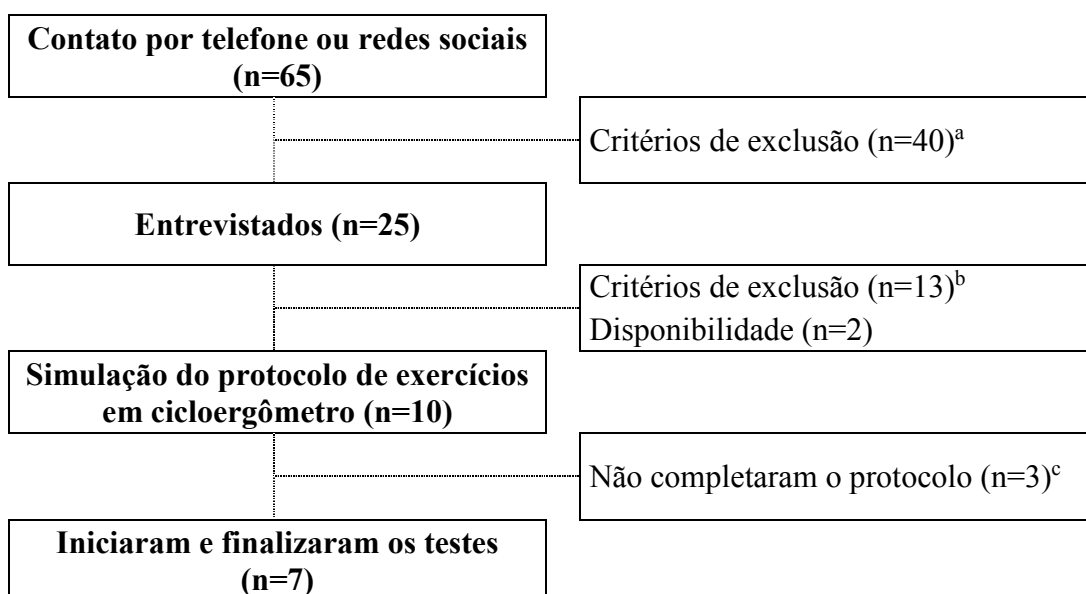 Contato por telefone ou redes sociais
(n=65)
Critérios de exclusão (n=40)a
Entrevistados (n=25)
Critérios de exclusão (n=13)b
Disponibilidade (n=2)
Simulação do protocolo de exercícios
em cicloergômetro (n=10)
Não completaram o protocolo (n=3)c
Iniciaram e finalizaram os testes
(n=7)